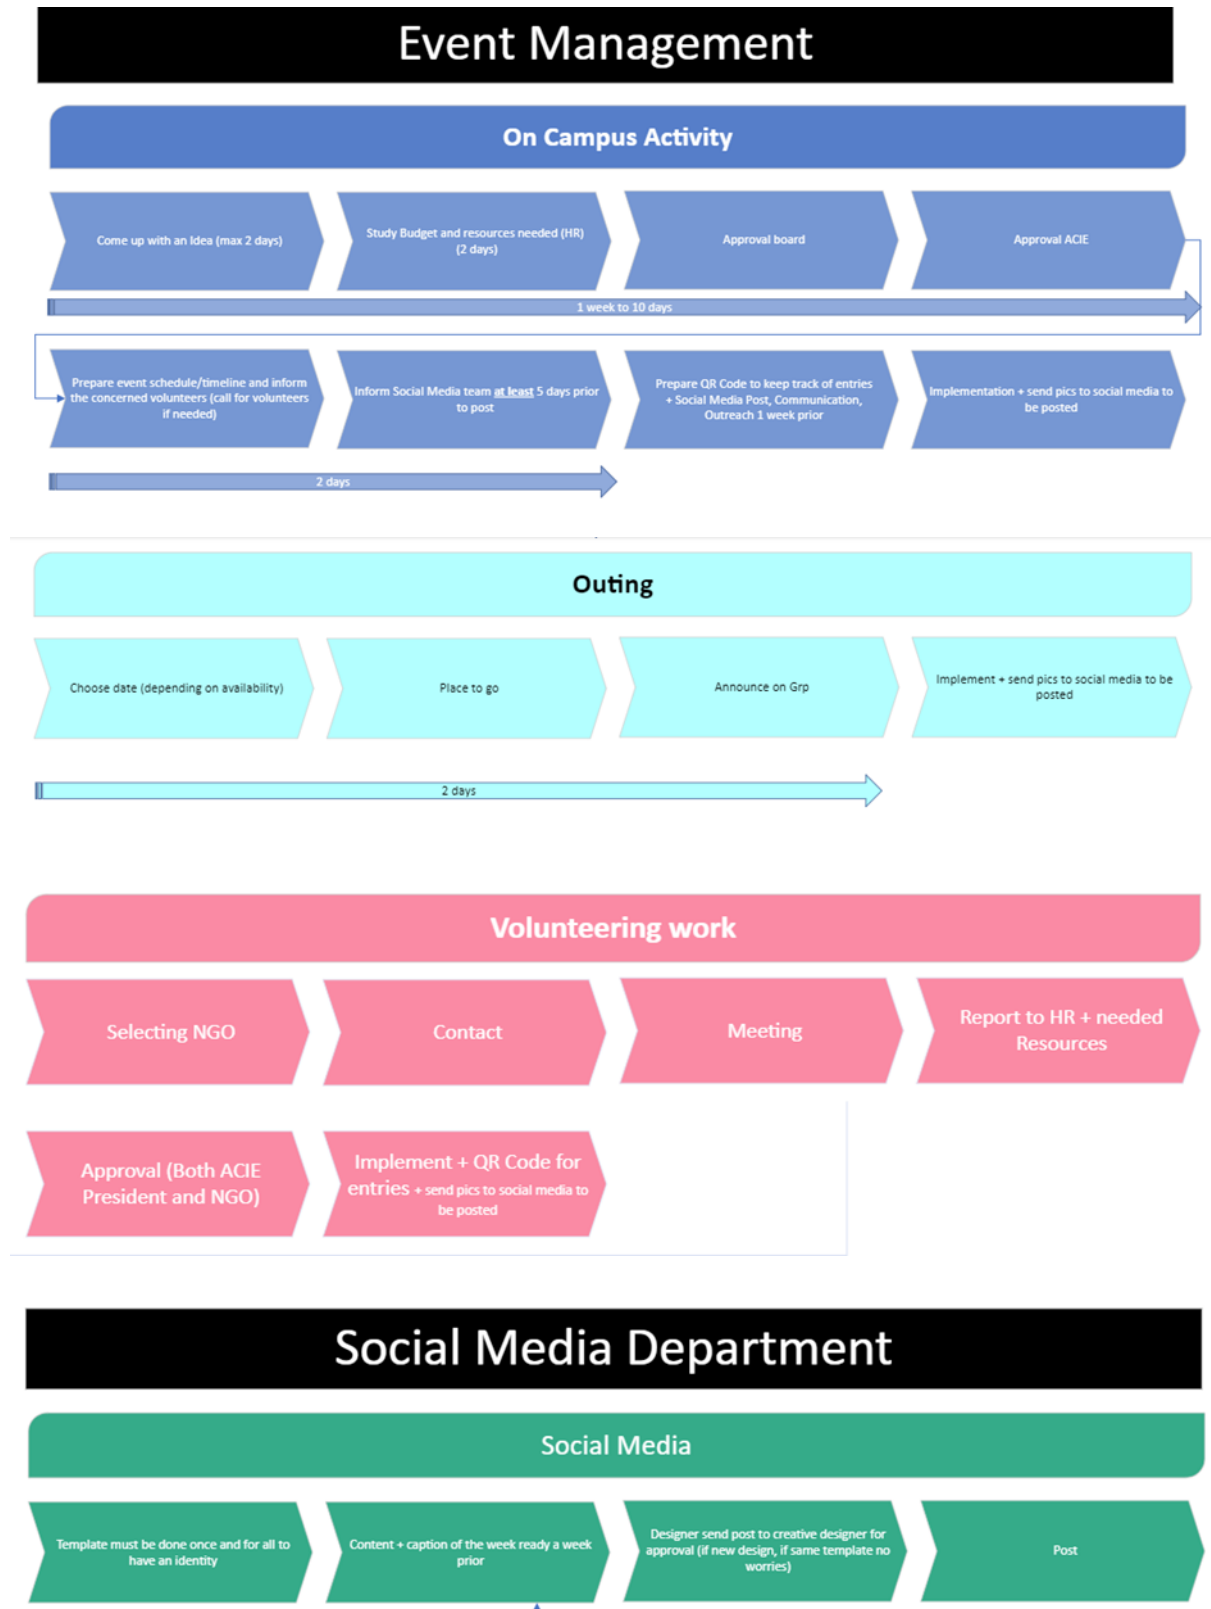 Event Management
On Campus Activity
Come up with an Idea (max 2 days)
Study Budget and resources needed (HR)
(2 days)
Approval board
Approval ACIE
1 week to 10 days
Prepare event schedule/timeline and inform
the concerned volunteers (call for volunteers
if needed)
Inform Social Media team at least 5 days prior
to post
Prepare QR Code to keep track of entries
+ Social Media Post, Communication,
Outreach 1 week prior
Implementation + send pics to social media to
be posted
2 days
Outing
Choose date (depending on availability)
Place to go
Announce on Grp
Implement + send pics to social media to be
posted
2 days
Volunteering work
Selecting NGO
Contact
Meeting
Report to HR + needed
Resources
Approval (Both ACIE
President and NGO)
Implement + QR Code for
entries + send pics to social media to
be posted
Social Media Department
Social Media
Template must be done once and for all to
have an identity
Content + caption of the week ready a week
prior
Designer send post to creative designer for
approval (if new design, if same template no
worries)
Post